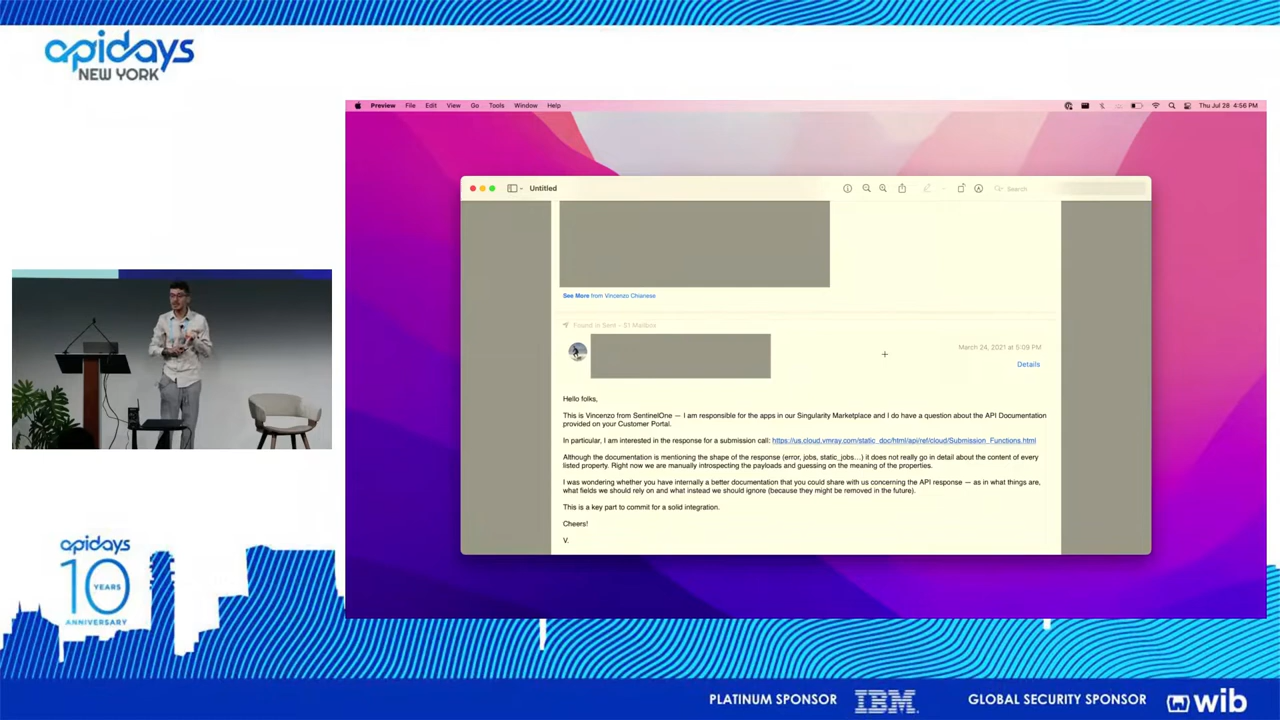 apidays
NEW YORK
Preview File Edit View Go Tools Window Help
Thu Jul 28 4:56 PM
Untitled
Search
See More from Vincenzo Chianese
Found in Sent – S1 Mailbox
March 24, 2021 at 5:09 PM
Details
Hello folks,
This is Vincenzo from SentinelOne — I am responsible for the apps in our Singularity Marketplace and I do have a question about the API Documentation
provided on your Customer Portal.
In particular, I am interested in the response for a submission call: https://us.cloud.vmray.com/static_doc/html/api/ref/cloud/Submission_Functions.html
Although the documentation is mentioning the shape of the response (error, jobs, static_jobs...) it does not really go in detail about the content of every
listed property. Right now we are manually introspecting the payloads and guessing on the meaning of the properties.
I was wondering whether you have internally a better documentation that you could share with us concerning the API response — as in what things are,
what fields we should rely on and what instead we should ignore (because they might be removed in the future).
This is a key part to commit for a solid integration.
Cheers!
V.
apidays
10 YEARS
ANNIVERSARY
PLATINUM SPONSOR IBM GLOBAL SECURITY SPONSOR wib